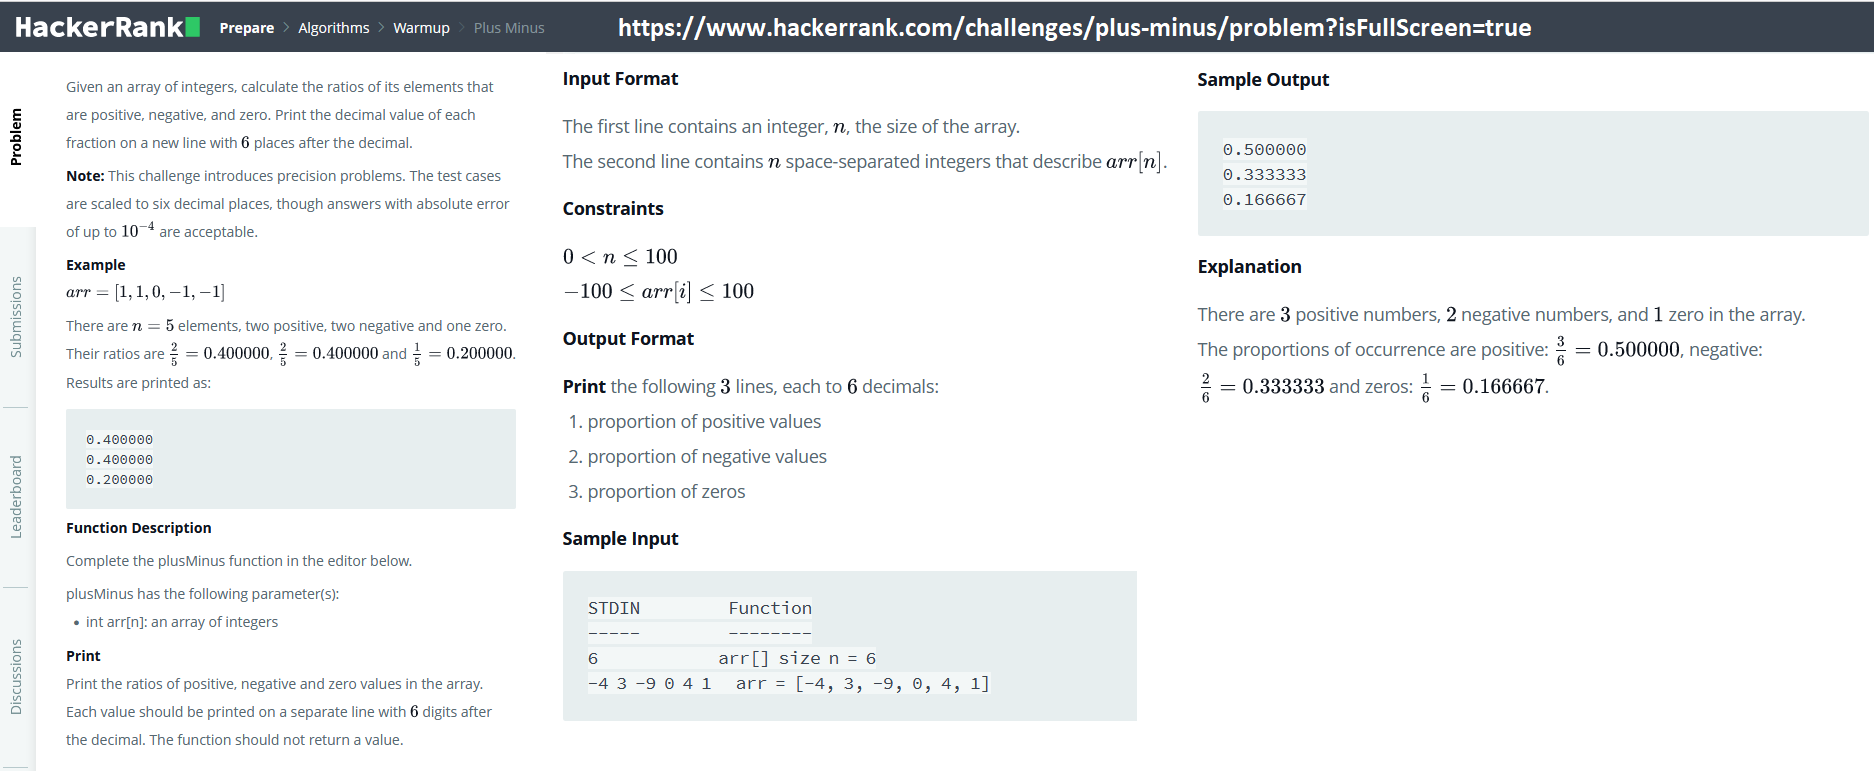 HackerRank Prepare > Algorithms > Warmup > Plus Minus https://www.hackerrank.com/challenges/plus-minus/problem?isFullScreen=true
Problem
Submissions
Leaderboard
Discussions
Given an array of integers, calculate the ratios of its elements that
are positive, negative, and zero. Print the decimal value of each
fraction on a new line with 6 places after the decimal.
Note: This challenge introduces precision problems. The test cases
are scaled to six decimal places, though answers with absolute error
of up to 10⁻⁴ are acceptable.
Example
arr = [1, 1, 0, −1, −1]
There are n = 5 elements, two positive, two negative and one zero.
Their ratios are 2/5 = 0.400000, 2/5 = 0.400000 and 1/5 = 0.200000.
Results are printed as:
0.400000
0.400000
0.200000
Function Description
Complete the plusMinus function in the editor below.
plusMinus has the following parameter(s):
• int arr[n]: an array of integers
Print
Print the ratios of positive, negative and zero values in the array.
Each value should be printed on a separate line with 6 digits after
the decimal. The function should not return a value.
Input Format
The first line contains an integer, n, the size of the array.
The second line contains n space-separated integers that describe arr[n].
Constraints
0 < n ≤ 100
−100 ≤ arr[i] ≤ 100
Output Format
Print the following 3 lines, each to 6 decimals:
1. proportion of positive values
2. proportion of negative values
3. proportion of zeros
Sample Input
STDIN Function
----- --------
6 arr[] size n = 6
-4 3 -9 0 4 1 arr = [-4, 3, -9, 0, 4, 1]
Sample Output
0.500000
0.333333
0.166667
Explanation
There are 3 positive numbers, 2 negative numbers, and 1 zero in the array.
The proportions of occurrence are positive: 3/6 = 0.500000, negative:
2/6 = 0.333333 and zeros: 1/6 = 0.166667.